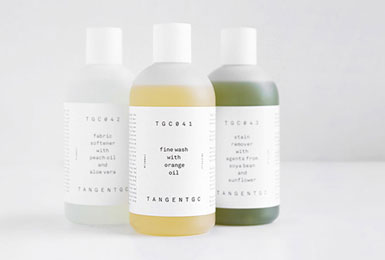 TGC042
fabric
softener
with
peach oil
and
aloe vera
TANGENTGC
TGC041
fine wash
with
orange
oil
TANGENTGC
TGC043
stain
remover
with
agents from
soya bean
and
sunflower
TANGENTGC